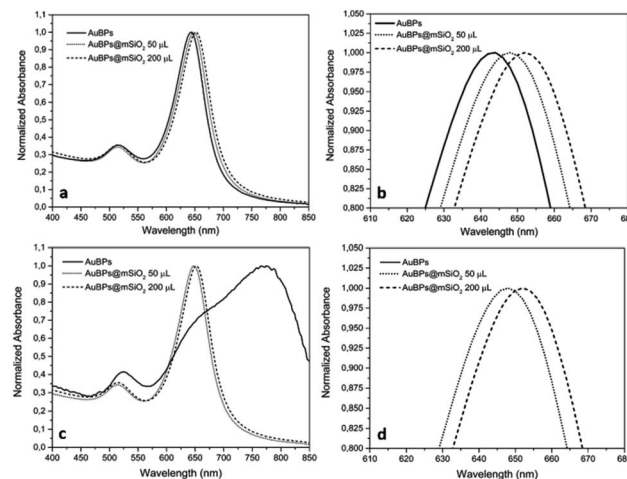 AuBPs
AuBPs@mSiO₂ 50 µL
AuBPs@mSiO₂ 200 µL
Normalized Absorbance
1,0
0,9
0,8
0,7
0,6
0,5
0,4
0,3
0,2
0,1
0,0
a
400 450 500 550 600 650 700 750 800 850
Wavelength (nm)
AuBPs
AuBPs@mSiO₂ 50 µL
AuBPs@mSiO₂ 200 µL
Normalized Absorbance
1,050
1,025
1,000
0,975
0,950
0,925
0,900
0,875
0,850
0,825
0,800
b
610 620 630 640 650 660 670 680
Wavelength (nm)
AuBPs
AuBPs@mSiO₂ 50 µL
AuBPs@mSiO₂ 200 µL
Normalized Absorbance
1,0
0,9
0,8
0,7
0,6
0,5
0,4
0,3
0,2
0,1
0,0
c
400 450 500 550 600 650 700 750 800 850
Wavelength (nm)
AuBPs
AuBPs@mSiO₂ 50 µL
AuBPs@mSiO₂ 200 µL
Normalized Absorbance
1,050
1,025
1,000
0,975
0,950
0,925
0,900
0,875
0,850
0,825
0,800
d
610 620 630 640 650 660 670 680
Wavelength (nm)